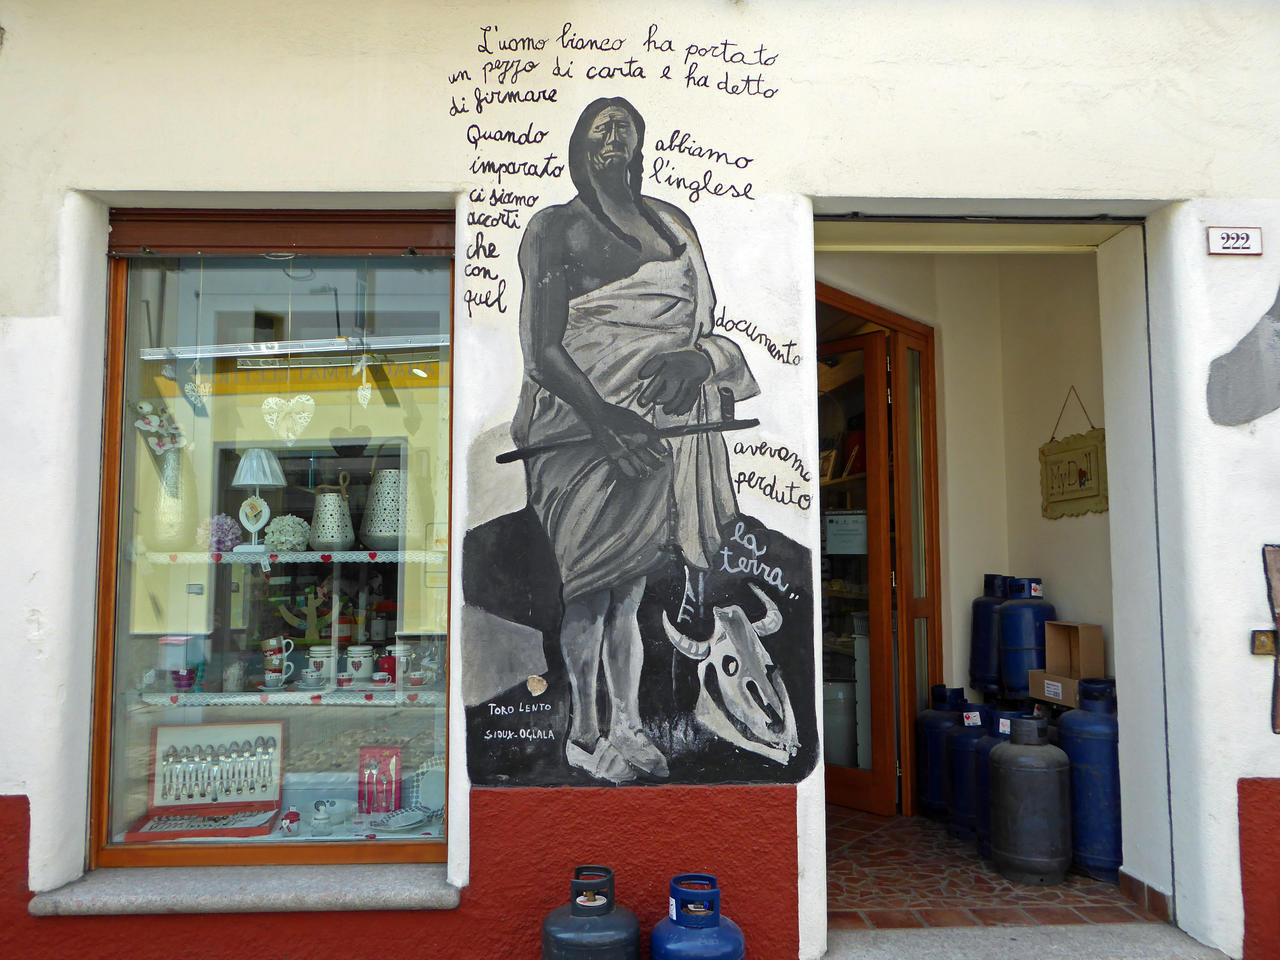 L'uomo bianco ha portato
un pezzo di carta e ha detto
di firmare
Quando abbiamo
imparato l'inglese
ci siamo
accorti
che
con
quel
documento
avevamo
perduto
la
terra"
TORO LENTO
SIOUX-OGLALA
222
My Doll